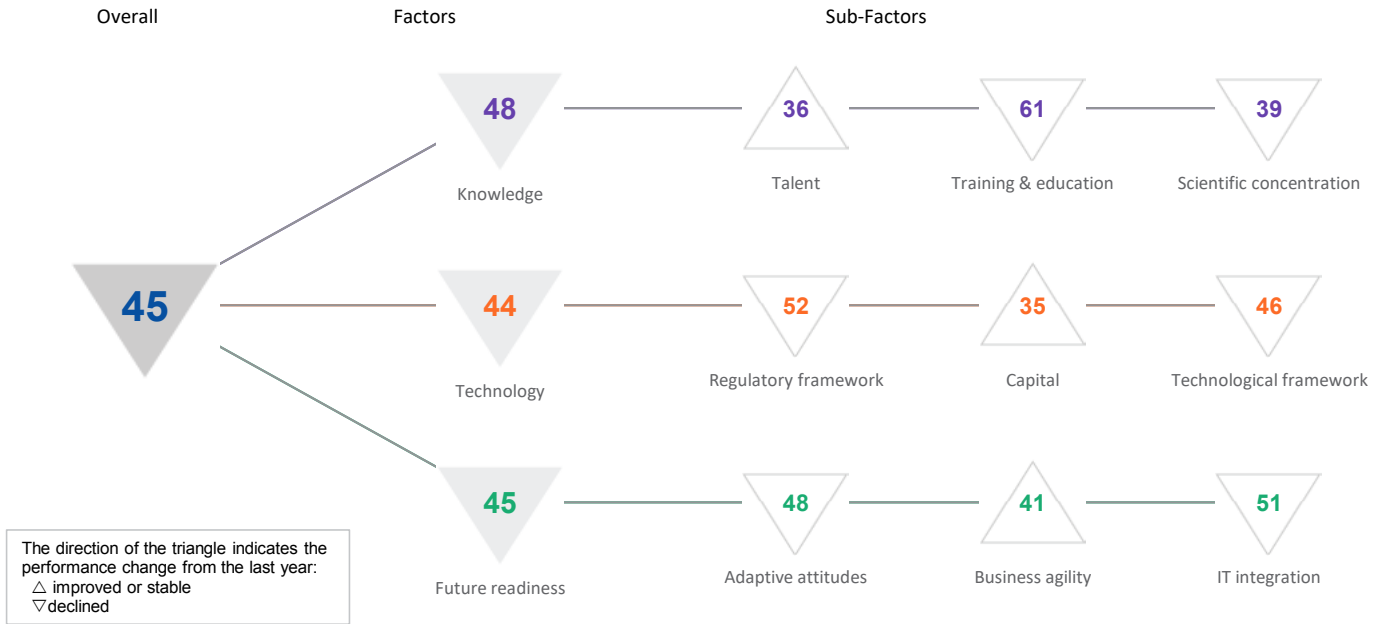 Overall
Factors
Sub-Factors
48
Knowledge
36
Talent
61
Training & education
39
Scientific concentration
45
44
Technology
52
Regulatory framework
35
Capital
46
Technological framework
45
Future readiness
48
Adaptive attitudes
41
Business agility
51
IT integration
The direction of the triangle indicates the
performance change from the last year:
△ improved or stable
▽declined